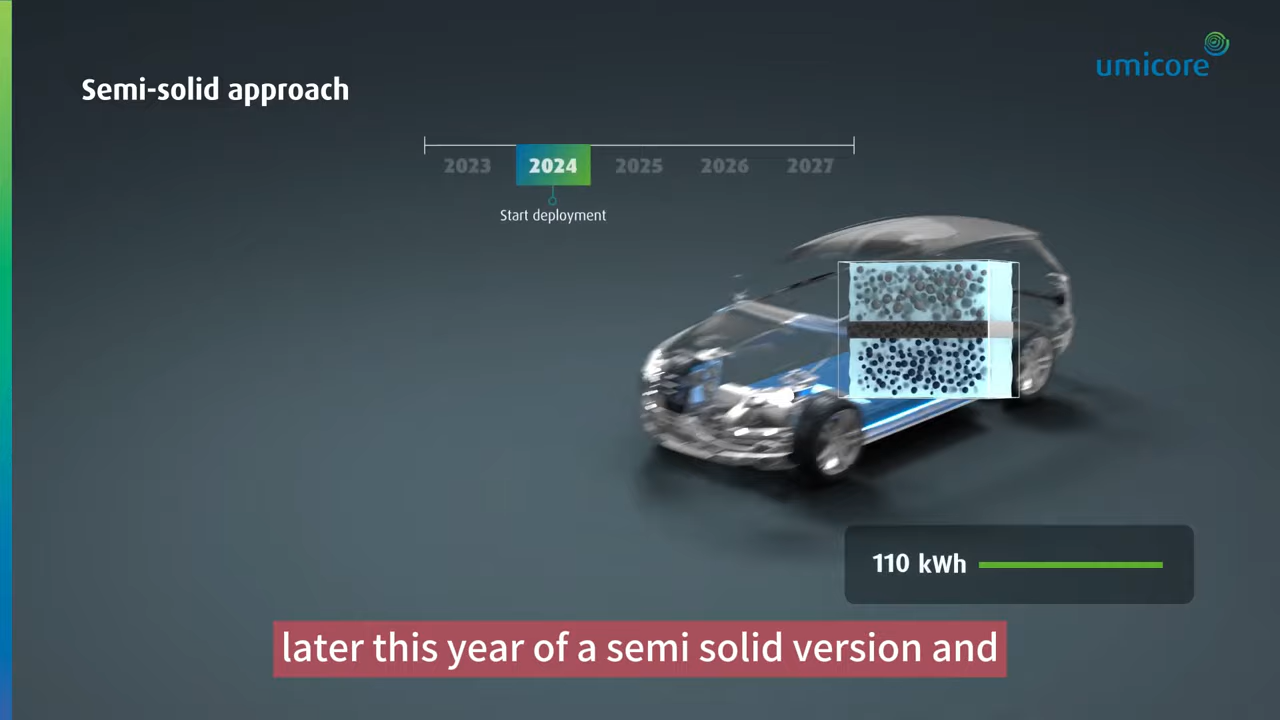 umicore
Semi-solid approach
2023 2024 2025 2026 2027
Start deployment
110 kWh
later this year of a semi solid version and